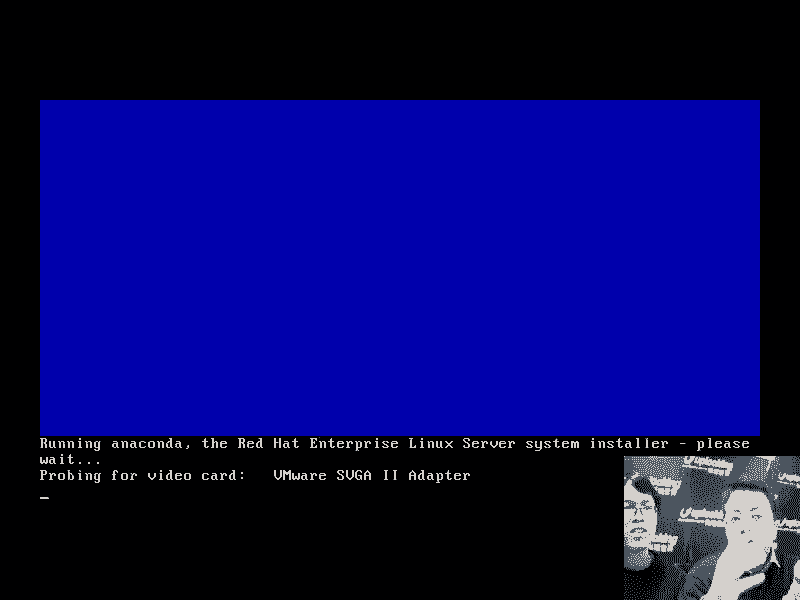 Running anaconda, the Red Hat Enterprise Linux Server system installer - please
wait...
Probing for video card:   VMware SVGA II Adapter